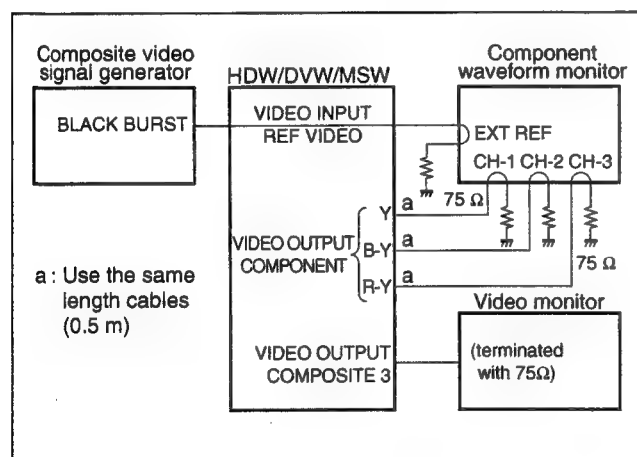 Composite video
signal generator
BLACK BURST
HDW/DVW/MSW
VIDEO INPUT
REF VIDEO
Component
waveform monitor
EXT REF
CH-1 CH-2 CH-3
75 Ω
75 Ω
VIDEO OUTPUT
COMPONENT
Y
B-Y
R-Y
a
a
a
a : Use the same
length cables
(0.5 m)
VIDEO OUTPUT
COMPOSITE 3
Video monitor
(terminated
with 75Ω)